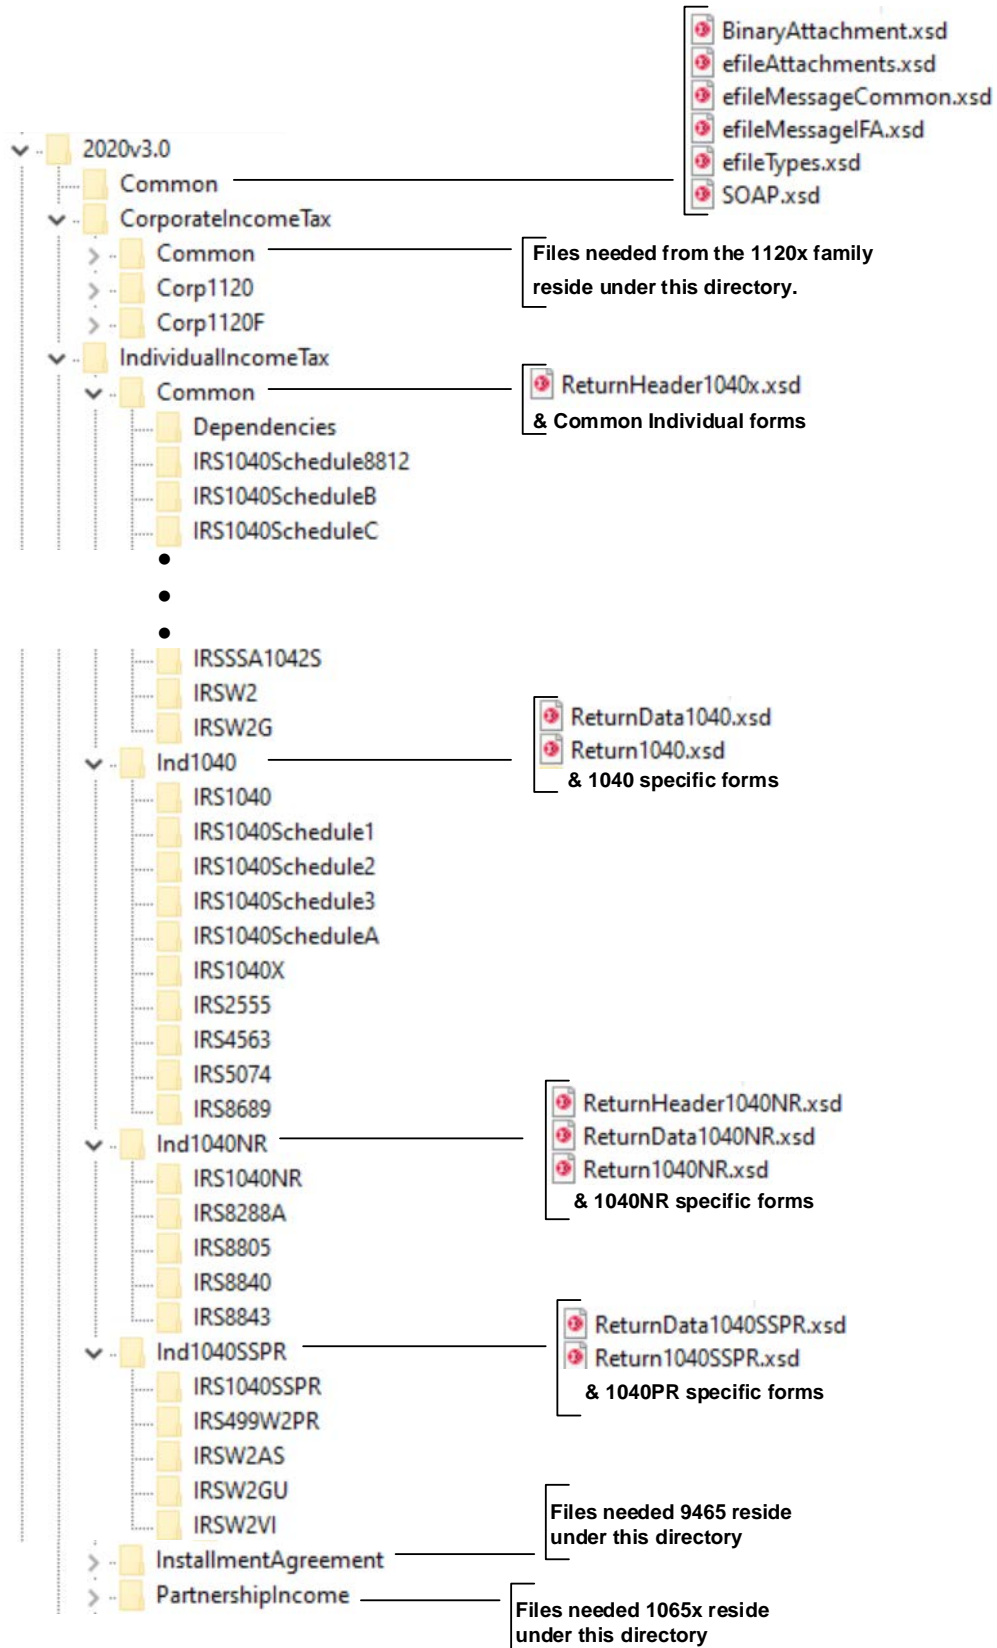 BinaryAttachment.xsd
efileAttachments.xsd
efileMessageCommon.xsd
efileMessageIFA.xsd
efileTypes.xsd
SOAP.xsd
2020v3.0
Common
CorporateIncomeTax
Common
Files needed from the 1120x family
reside under this directory.
Corp1120
Corp1120F
IndividualIncomeTax
Common
ReturnHeader1040x.xsd
& Common Individual forms
Dependencies
IRS1040Schedule8812
IRS1040ScheduleB
IRS1040ScheduleC
IRSSSA1042S
IRSW2
IRSW2G
Ind1040
ReturnData1040.xsd
Return1040.xsd
& 1040 specific forms
IRS1040
IRS1040Schedule1
IRS1040Schedule2
IRS1040Schedule3
IRS1040ScheduleA
IRS1040X
IRS2555
IRS4563
IRS5074
IRS8689
Ind1040NR
ReturnHeader1040NR.xsd
ReturnData1040NR.xsd
Return1040NR.xsd
& 1040NR specific forms
IRS1040NR
IRS8288A
IRS8805
IRS8840
IRS8843
Ind1040SSPR
ReturnData1040SSPR.xsd
Return1040SSPR.xsd
& 1040PR specific forms
IRS1040SSPR
IRS499W2PR
IRSW2AS
IRSW2GU
IRSW2VI
Files needed 9465 reside
under this directory
InstallmentAgreement
PartnershipIncome
Files needed 1065x reside
under this directory